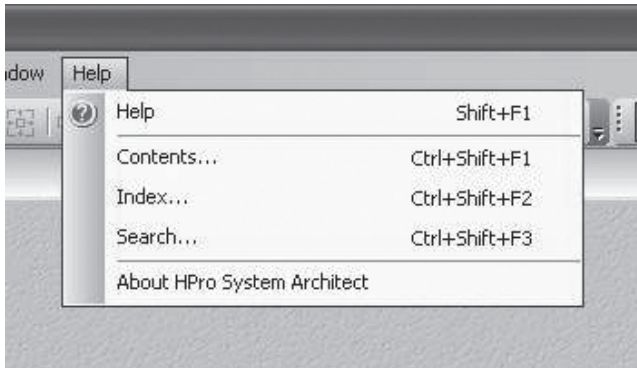 dow Help
Help Shift+F1
Contents... Ctrl+Shift+F1
Index... Ctrl+Shift+F2
Search... Ctrl+Shift+F3
About HPro System Architect